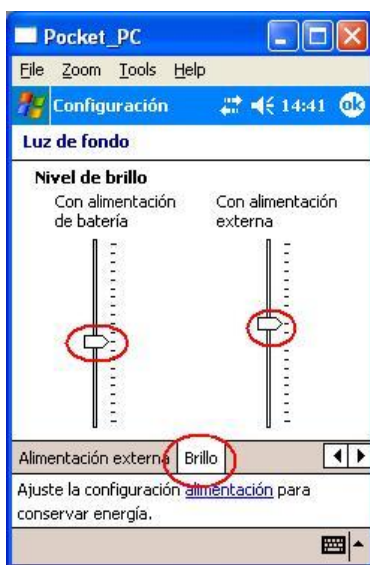 Pocket_PC
File Zoom Tools Help
Configuración 14:41 ok
Luz de fondo
Nivel de brillo
Con alimentación
de batería
Con alimentación
externa
Alimentación externa Brillo
Ajuste la configuración alimentación para
conservar energía.